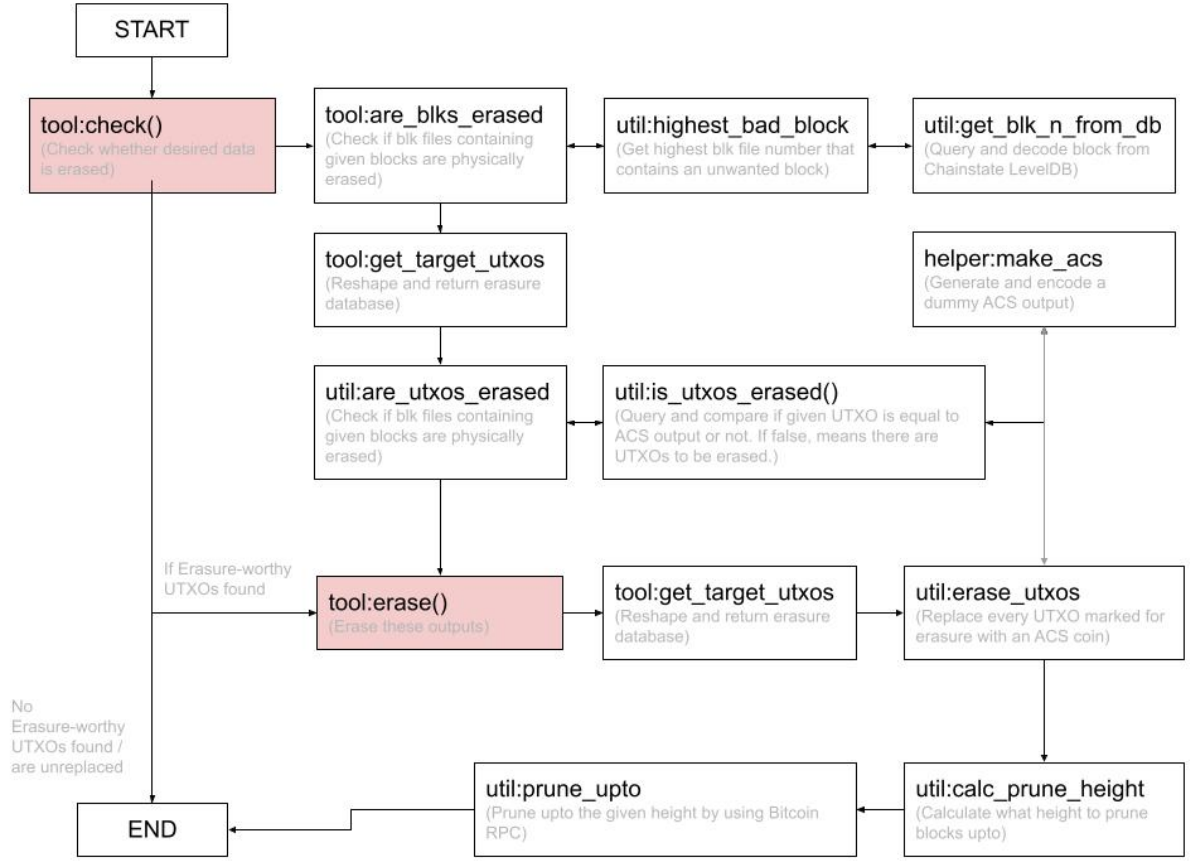 START
tool:check()
(Check whether desired data
is erased)
tool:are_blks_erased
(Check if blk files containing
given blocks are physically
erased)
util:highest_bad_block
(Get highest blk file number that
contains an unwanted block)
util:get_blk_n_from_db
(Query and decode block from
Chainstate LevelDB)
tool:get_target_utxos
(Reshape and return erasure
database)
helper:make_acs
(Generate and encode a
dummy ACS output)
util:are_utxos_erased
(Check if blk files containing
given blocks are physically
erased)
util:is_utxos_erased()
(Query and compare if given UTXO is equal to
ACS output or not. If false, means there are
UTXOs to be erased.)
If Erasure-worthy
UTXOs found
tool:erase()
(Erase these outputs)
tool:get_target_utxos
(Reshape and return erasure
database)
util:erase_utxos
(Replace every UTXO marked for
erasure with an ACS coin)
No
Erasure-worthy
UTXOs found /
are unreplaced
END
util:prune_upto
(Prune upto the given height by using Bitcoin
RPC)
util:calc_prune_height
(Calculate what height to prune
blocks upto)